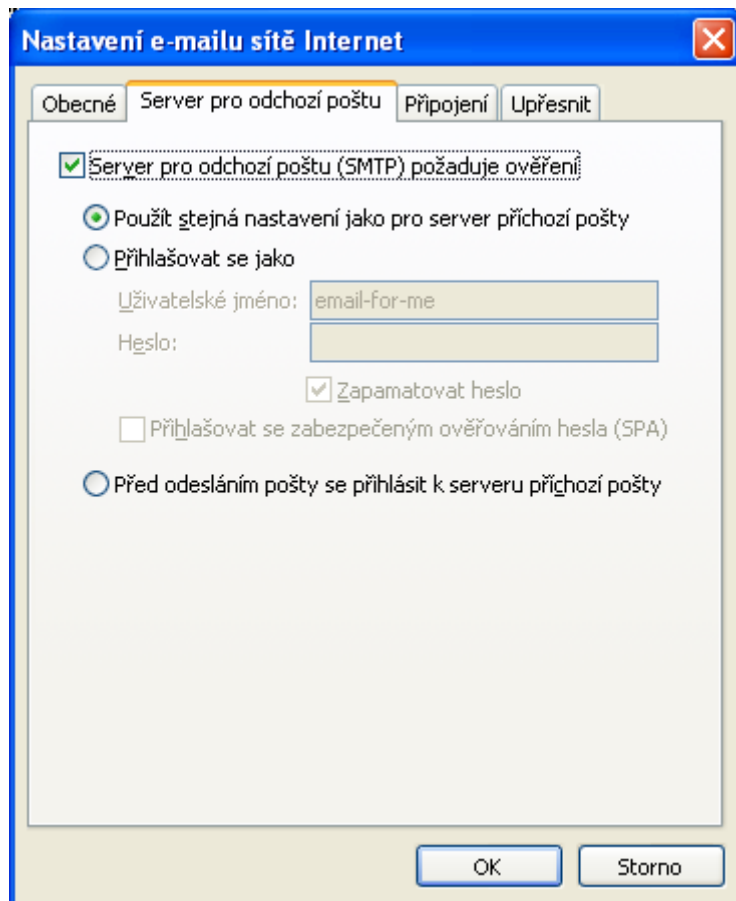 Nastavení e-mailu sítě Internet
Obecné Server pro odchozí poštu Připojení Upřesnit
Server pro odchozí poštu (SMTP) požaduje ověření
Použít stejná nastavení jako pro server příchozí pošty
Přihlašovat se jako
Uživatelské jméno: email-for-me
Heslo:
Zapamatovat heslo
Přihlašovat se zabezpečeným ověřováním hesla (SPA)
Před odesláním pošty se přihlásit k serveru příchozí pošty
OK Storno